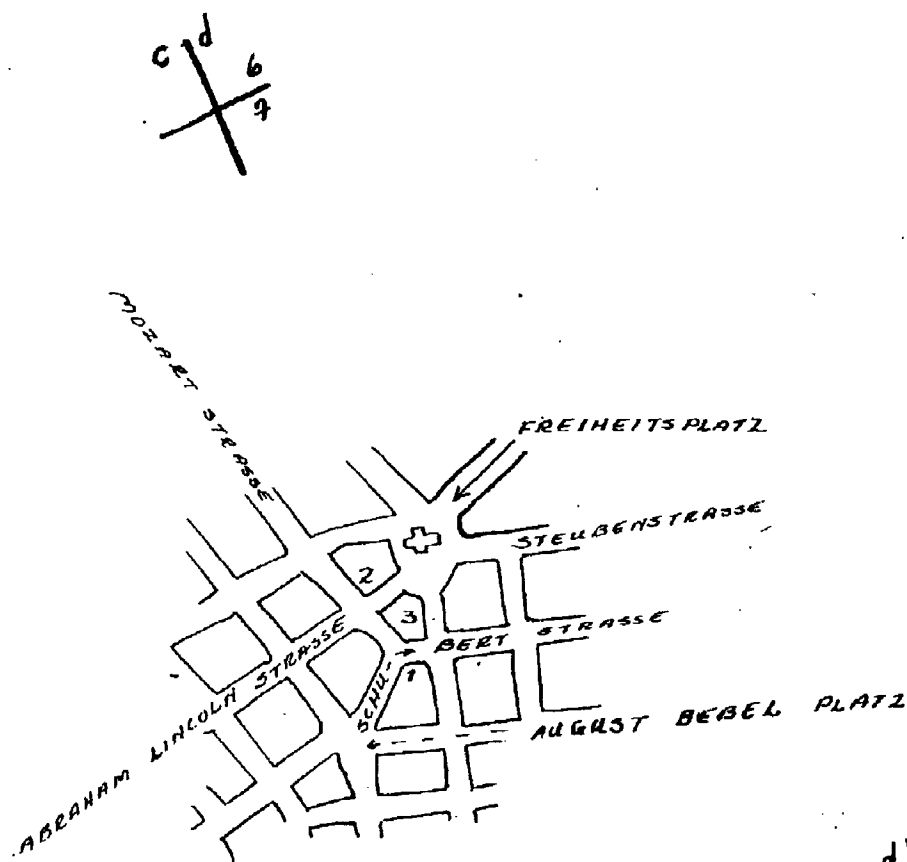 c d
6
7
MOZART STRASSE
FREIHEITSPLATZ
STEUBENSTRASSE
2
3
ABRAHAM LINCOLN STRASSE
SCHU-
BERT STRASSE
1
AUGUST BEBEL PLATZ
d